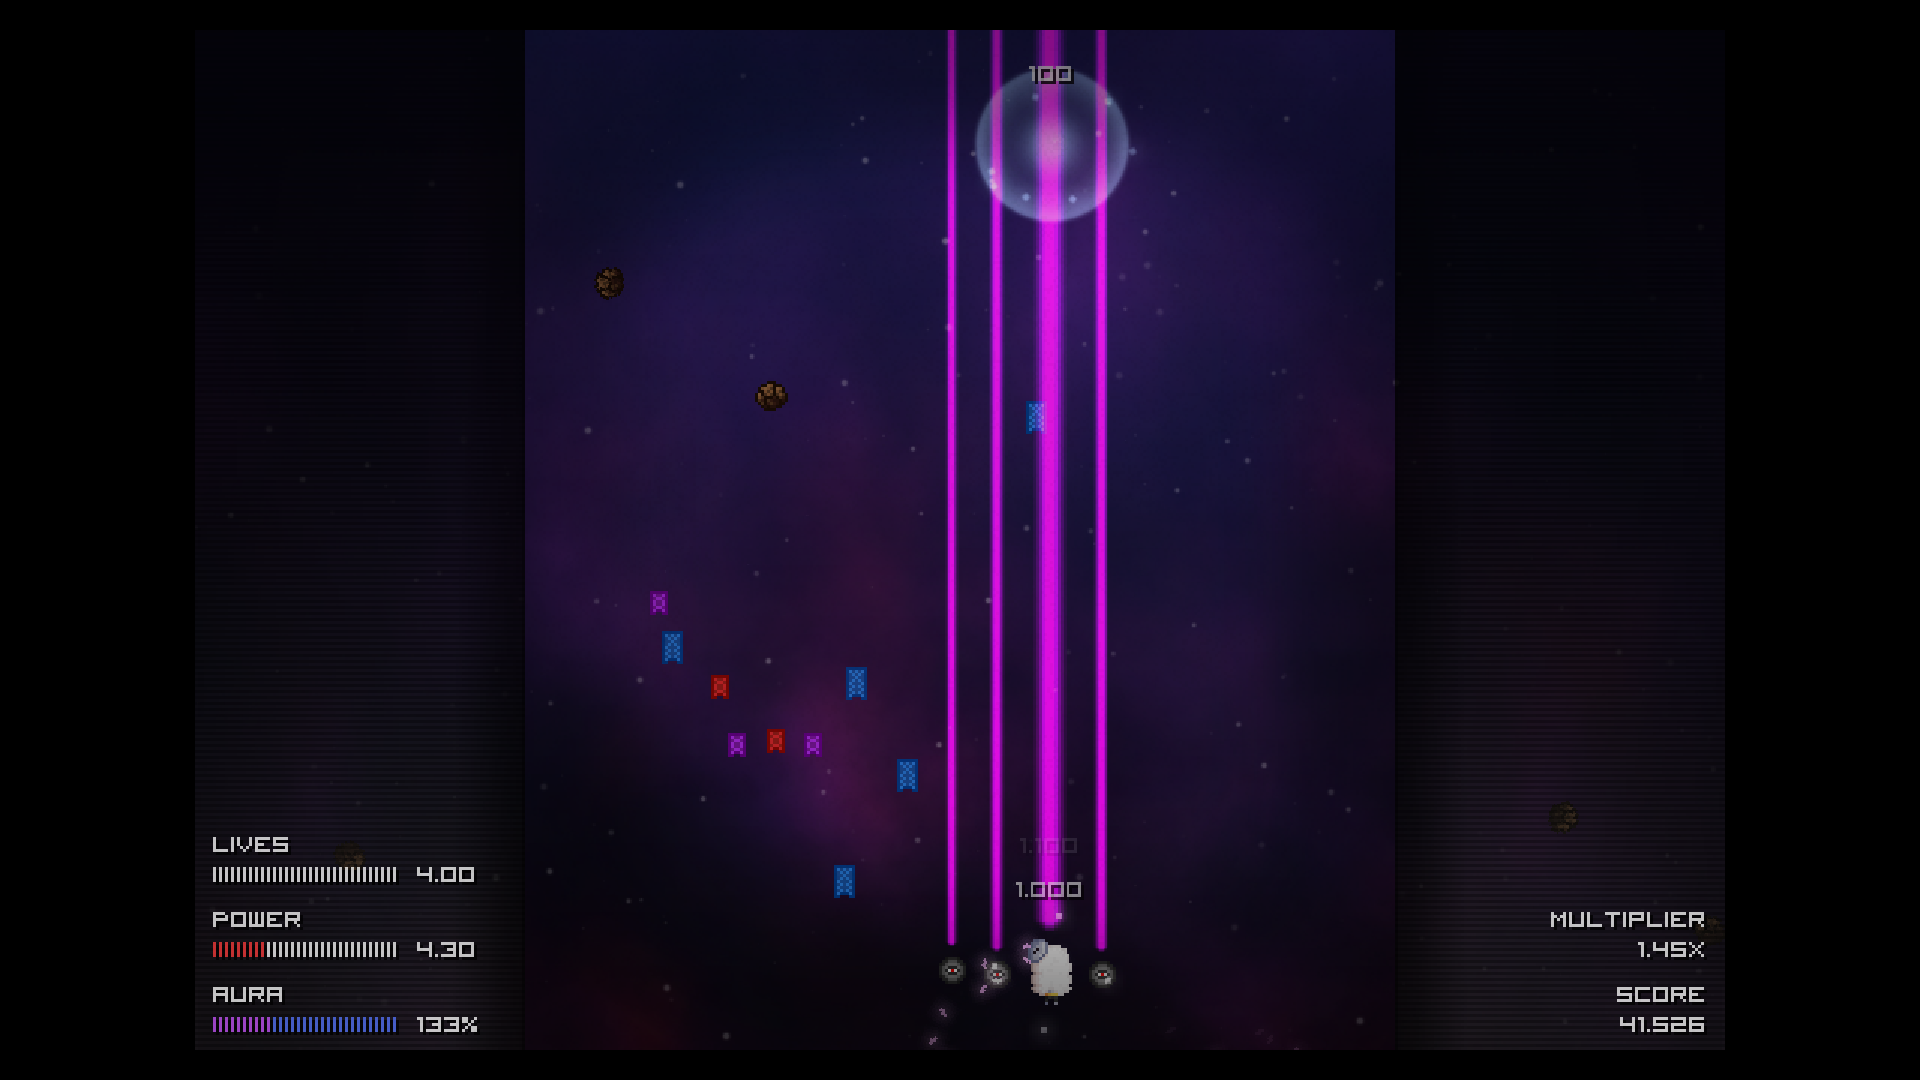 100
1.100
1.000
LIVES
4.00
POWER
4.30
AURA
133%
MULTIPLIER
1.45X
SCORE
41.526